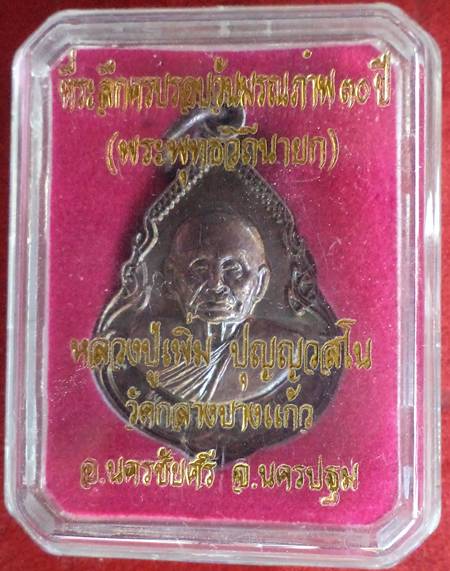 ที่ระลึกครบรอบวันมรณภาพ ๓๐ ปี
(พระพุทธวิถีนายก)
หลวงปู่เพิ่ม ปุญญวสโน
วัดกลางบางแก้ว
อ.นครชัยศรี จ.นครปฐม